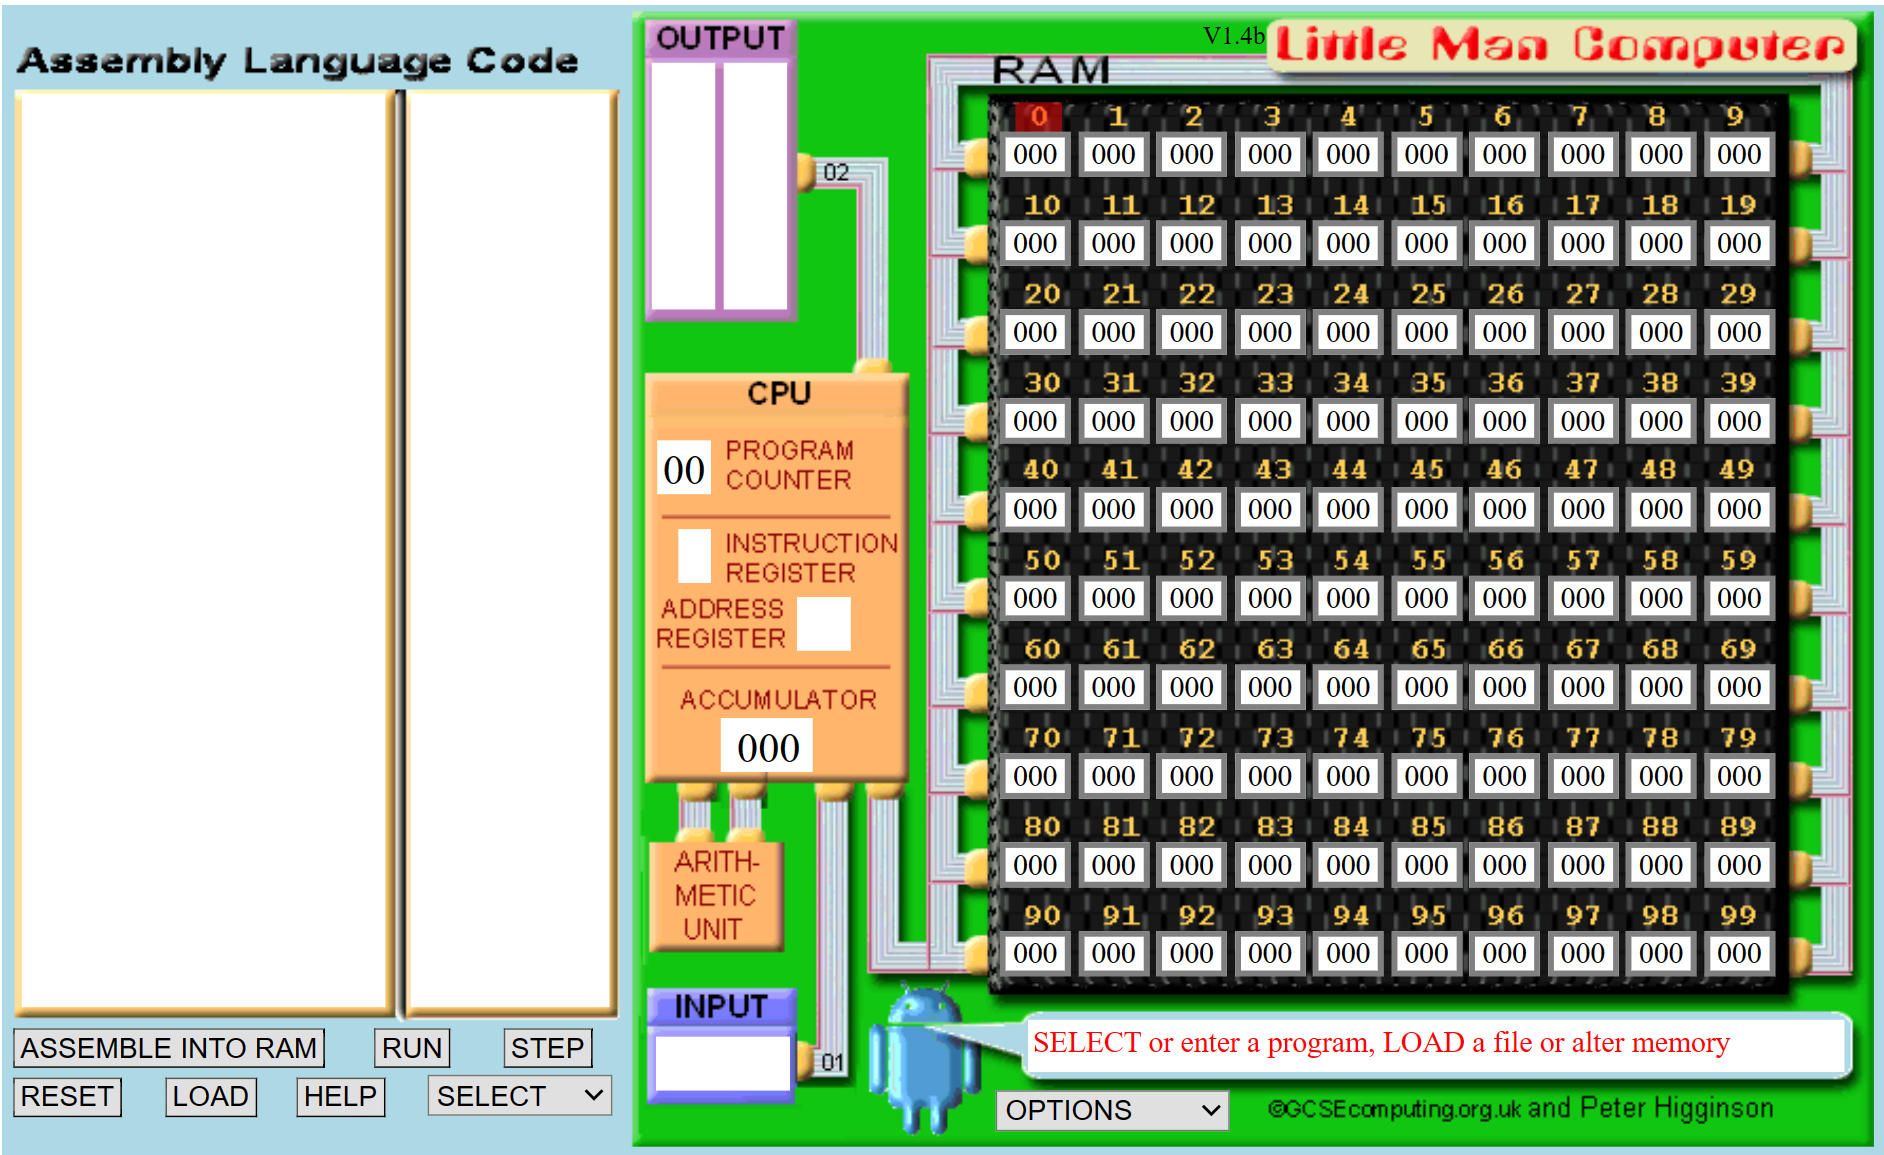 Assembly Language Code
ASSEMBLE INTO RAM RUN STEP
RESET LOAD HELP SELECT
OUTPUT
02
CPU
00 PROGRAM
COUNTER
INSTRUCTION
REGISTER
ADDRESS
REGISTER
ACCUMULATOR
000
ARITH-
METIC
UNIT
INPUT
01
V1.4b Little Man Computer
RAM
0 1 2 3 4 5 6 7 8 9
000 000 000 000 000 000 000 000 000 000
10 11 12 13 14 15 16 17 18 19
000 000 000 000 000 000 000 000 000 000
20 21 22 23 24 25 26 27 28 29
000 000 000 000 000 000 000 000 000 000
30 31 32 33 34 35 36 37 38 39
000 000 000 000 000 000 000 000 000 000
40 41 42 43 44 45 46 47 48 49
000 000 000 000 000 000 000 000 000 000
50 51 52 53 54 55 56 57 58 59
000 000 000 000 000 000 000 000 000 000
60 61 62 63 64 65 66 67 68 69
000 000 000 000 000 000 000 000 000 000
70 71 72 73 74 75 76 77 78 79
000 000 000 000 000 000 000 000 000 000
80 81 82 83 84 85 86 87 88 89
000 000 000 000 000 000 000 000 000 000
90 91 92 93 94 95 96 97 98 99
000 000 000 000 000 000 000 000 000 000
SELECT or enter a program, LOAD a file or alter memory
OPTIONS
©GCSEcomputing.org.uk and Peter Higginson